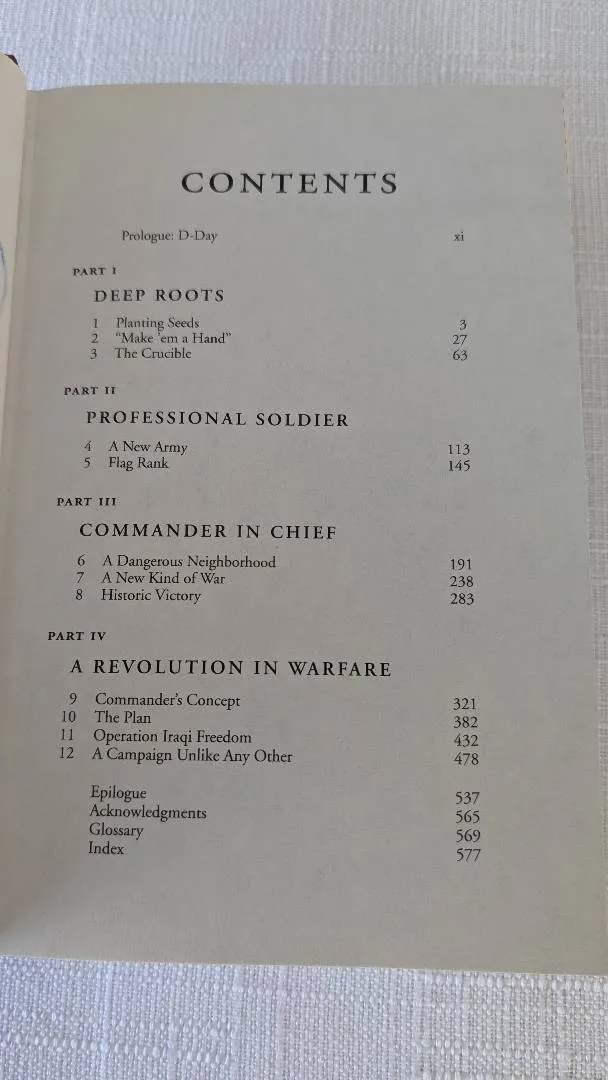 CONTENTS
Prologue: D-Day xi
PART I
DEEP ROOTS
1 Planting Seeds 3
2 “Make ’em a Hand” 27
3 The Crucible 63
PART II
PROFESSIONAL SOLDIER
4 A New Army 113
5 Flag Rank 145
PART III
COMMANDER IN CHIEF
6 A Dangerous Neighborhood 191
7 A New Kind of War 238
8 Historic Victory 283
PART IV
A REVOLUTION IN WARFARE
9 Commander’s Concept 321
10 The Plan 382
11 Operation Iraqi Freedom 432
12 A Campaign Unlike Any Other 478
Epilogue 537
Acknowledgments 565
Glossary 569
Index 577